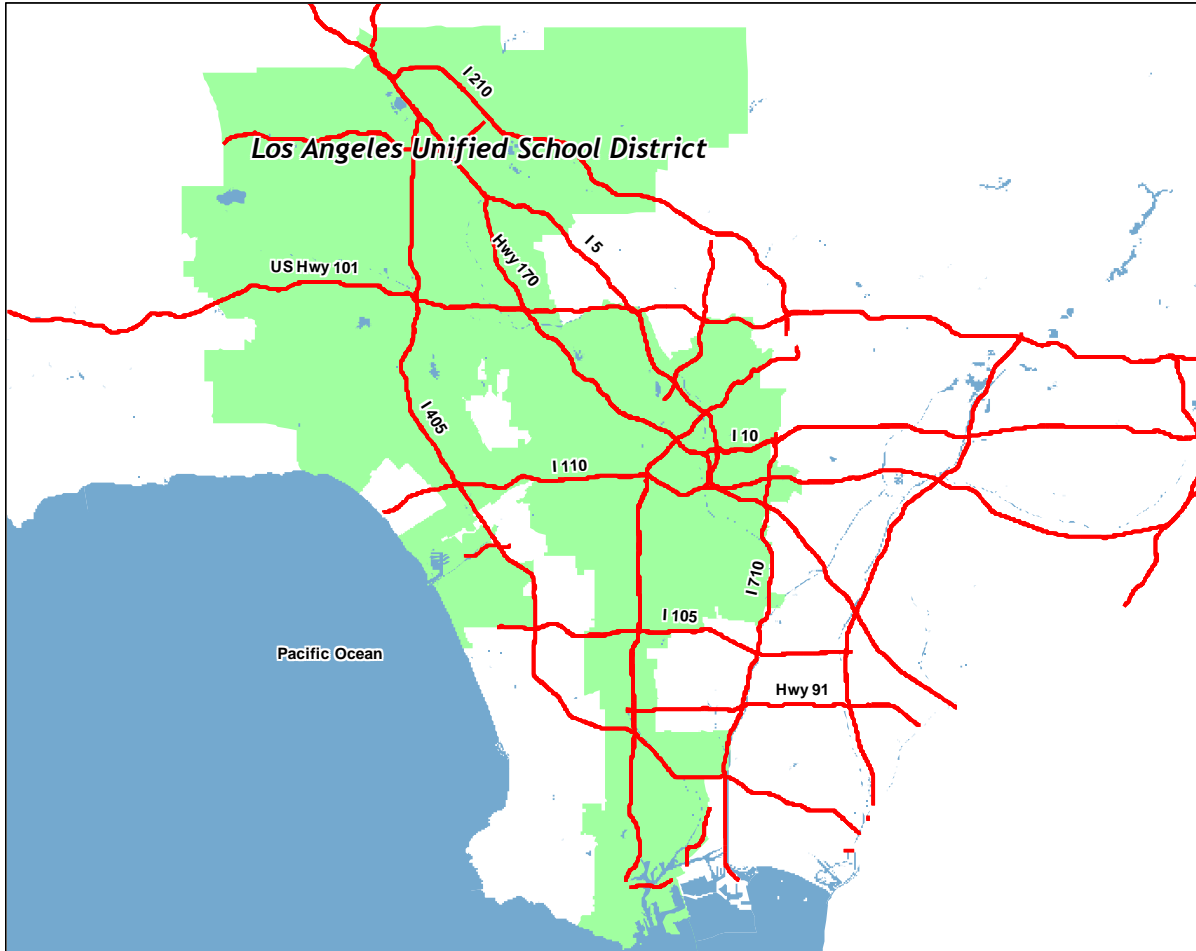 I 210
Los Angeles Unified School District
I 5
Hwy 170
US Hwy 101
I 405
I 10
I 110
I 710
I 105
Pacific Ocean
Hwy 91